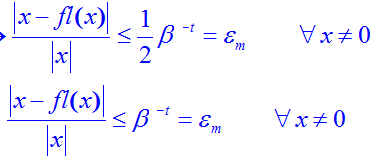 |x − fl(x)| / |x| ≤ 1/2 β^{−t} = ε_m ∀ x ≠ 0
|x − fl(x)| / |x| ≤ β^{−t} = ε_m ∀ x ≠ 0